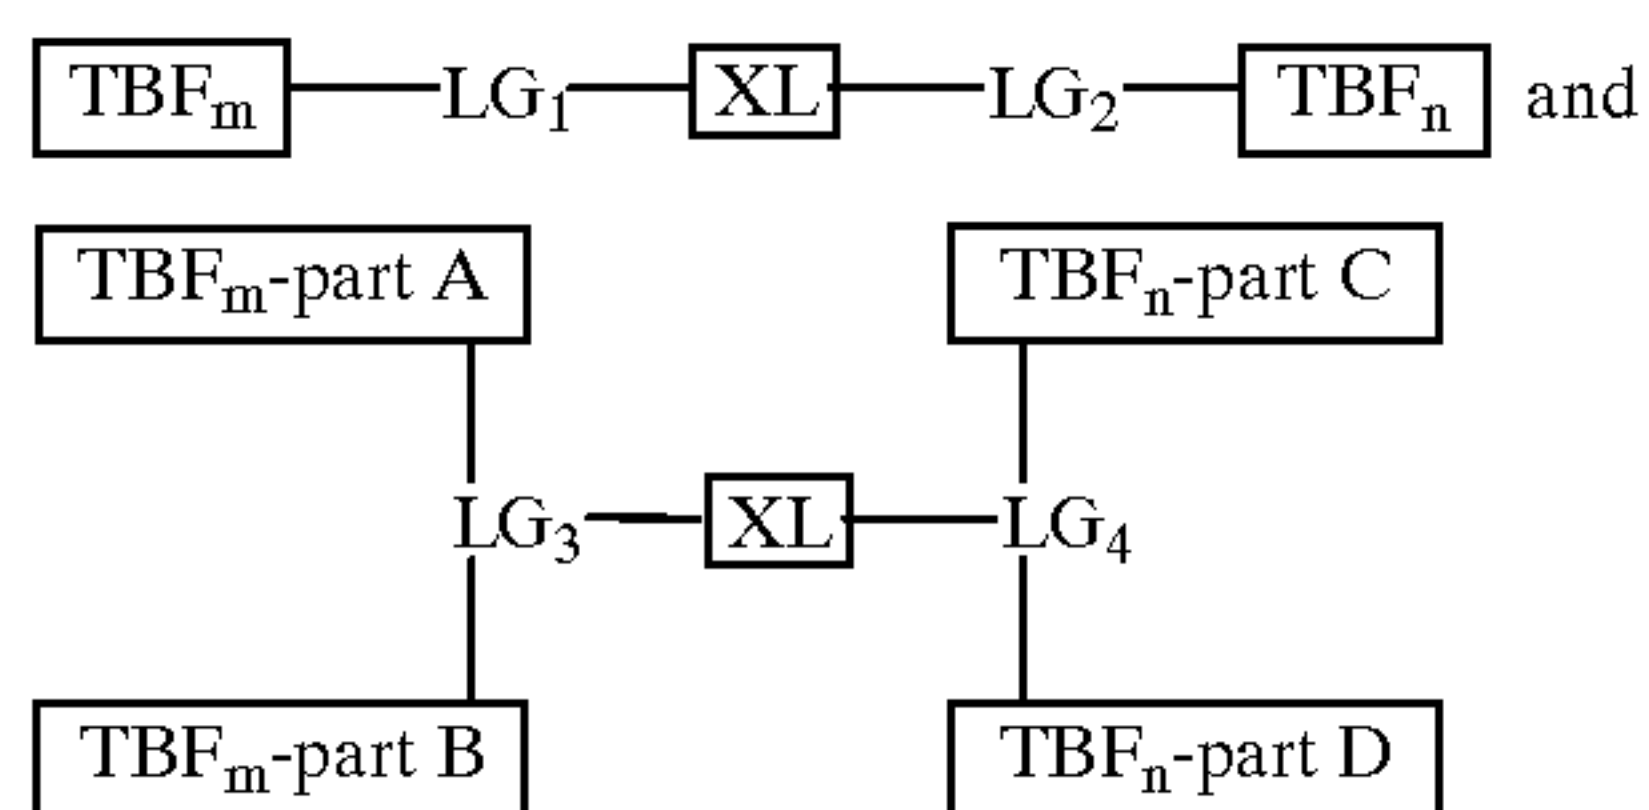 TBFₘ LG₁ XL LG₂ TBFₙ and
TBFₘ-part A TBFₙ-part C
LG₃ XL LG₄
TBFₘ-part B TBFₙ-part D